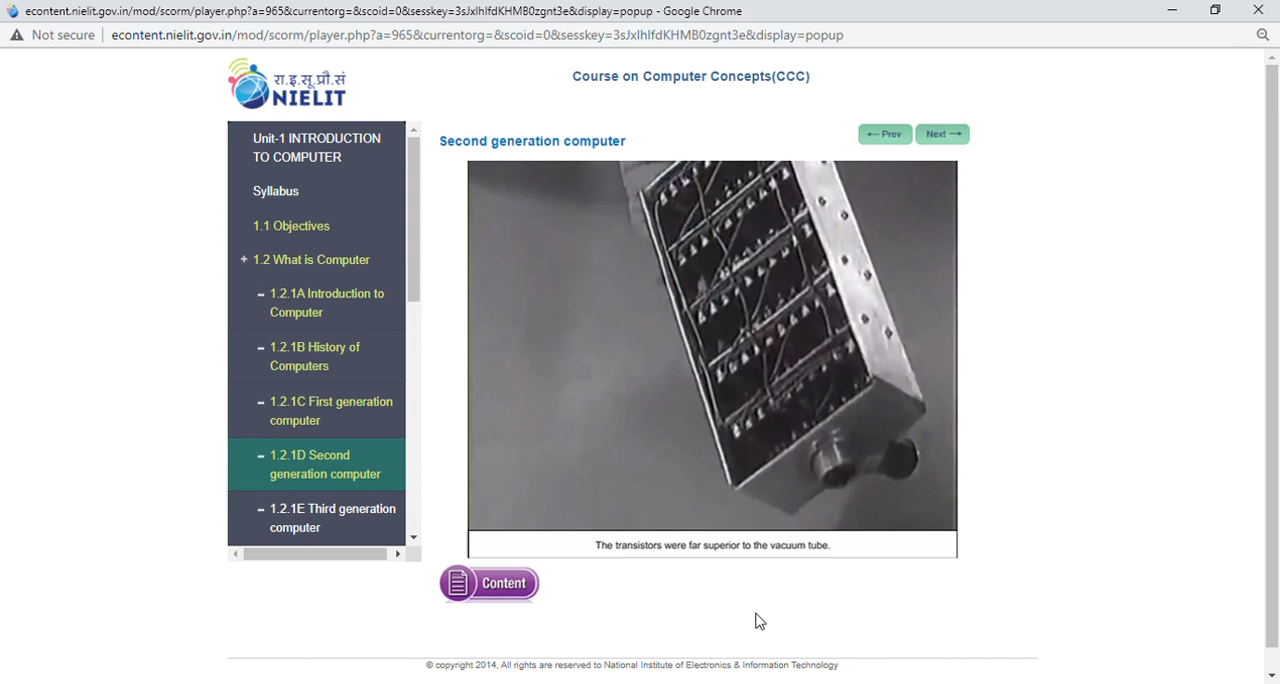 econtent.nielit.gov.in/mod/scorm/player.php?a=965&currentorg=&scoid=0&sesskey=3sJxlhlfdKHMB0zgnt3e&display=popup - Google Chrome
Not secure
econtent.nielit.gov.in/mod/scorm/player.php?a=965&currentorg=&scoid=0&sesskey=3sJxlhlfdKHMB0zgnt3e&display=popup
रा.इ.सू.प्रौ.सं
NIELIT
Course on Computer Concepts(CCC)
Unit-1 INTRODUCTION
TO COMPUTER
Syllabus
1.1 Objectives
+ 1.2 What is Computer
– 1.2.1A Introduction to
Computer
– 1.2.1B History of
Computers
– 1.2.1C First generation
computer
– 1.2.1D Second
generation computer
– 1.2.1E Third generation
computer
Second generation computer
← Prev
Next →
The transistors were far superior to the vacuum tube.
Content
© copyright 2014, All rights are reserved to National Institute of Electronics & Information Technology